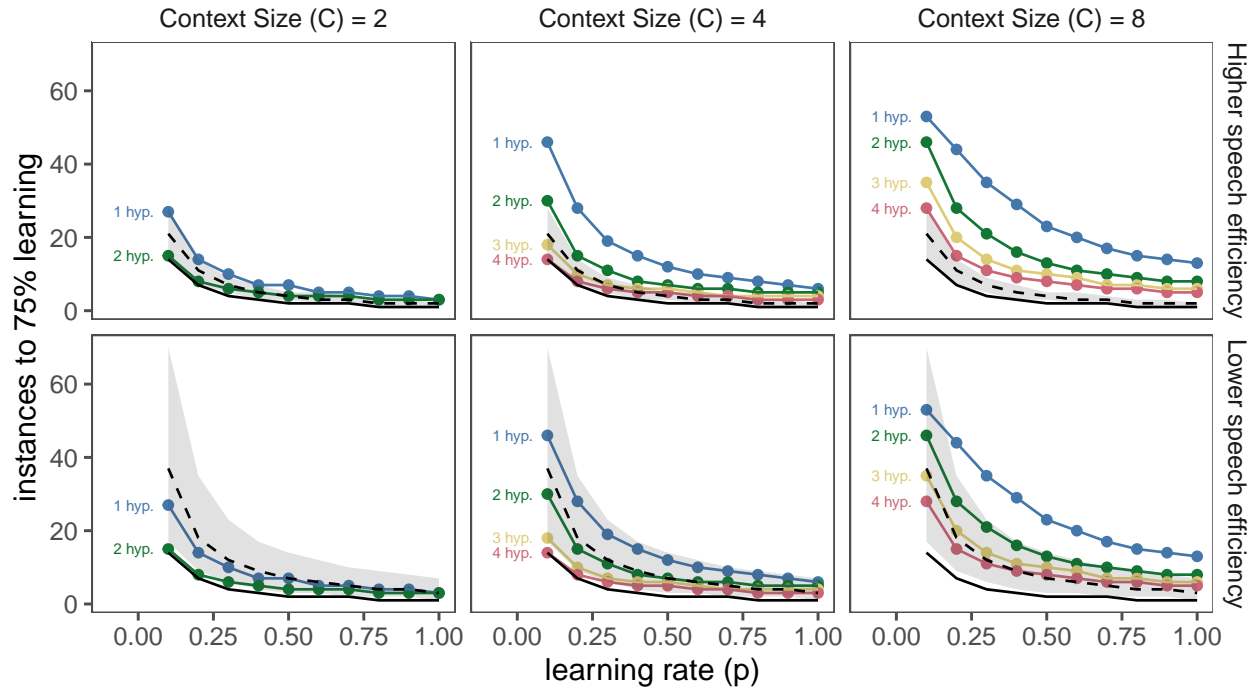 Context Size (C) = 2
Context Size (C) = 4
Context Size (C) = 8
Higher speech efficiency
Lower speech efficiency
instances to 75% learning
60
40
20
0
1 hyp.
2 hyp.
1 hyp.
2 hyp.
3 hyp.
4 hyp.
1 hyp.
2 hyp.
3 hyp.
4 hyp.
60
40
20
0
1 hyp.
2 hyp.
1 hyp.
2 hyp.
3 hyp.
4 hyp.
1 hyp.
2 hyp.
3 hyp.
4 hyp.
0.00 0.25 0.50 0.75 1.00
0.00 0.25 0.50 0.75 1.00
0.00 0.25 0.50 0.75 1.00
learning rate (p)